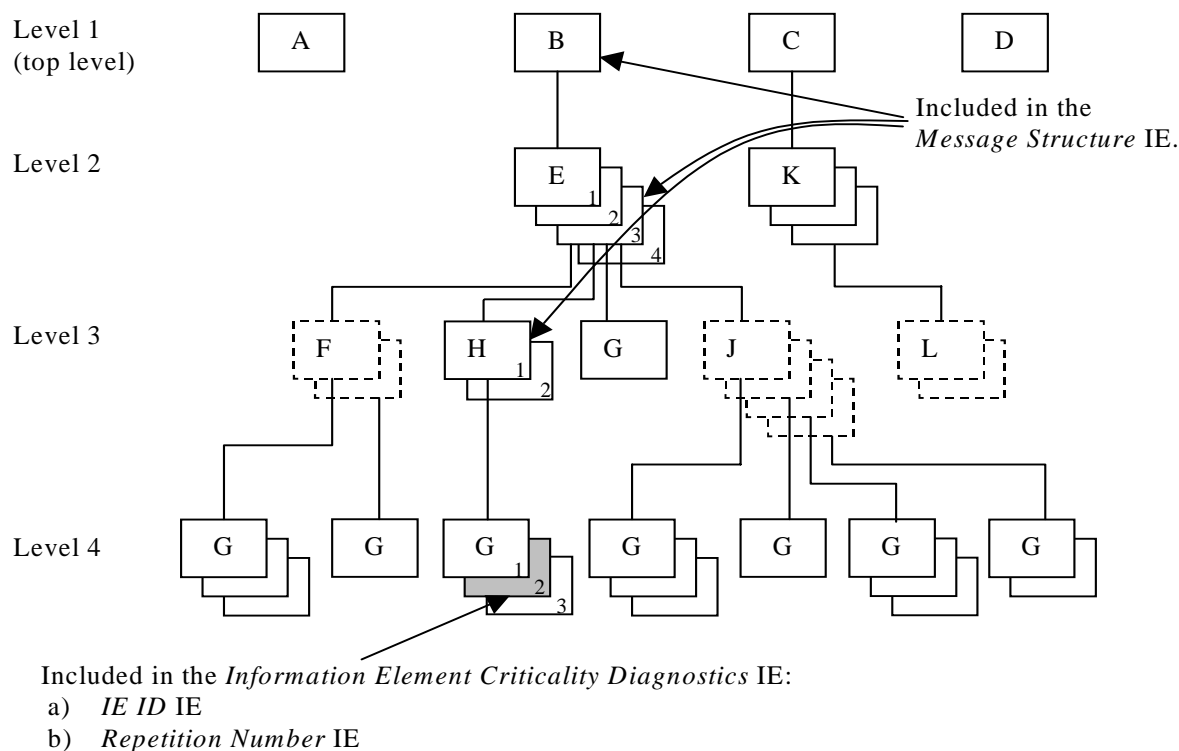 Level 1
(top level)
A
B
C
D
Included in the
Message Structure IE.
Level 2
E
1
2
3
4
K
Level 3
F
H
1
2
G
J
L
Level 4
G
G
G
1
2
3
G
G
G
G
Included in the Information Element Criticality Diagnostics IE:
a) IE ID IE
b) Repetition Number IE